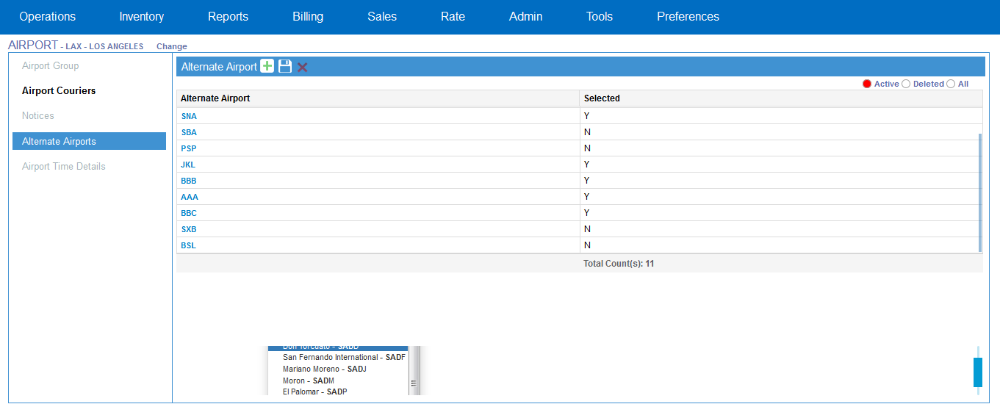 Operations Inventory Reports Billing Sales Rate Admin Tools Preferences
AIRPORT - LAX - LOS ANGELES Change
Airport Group
Airport Couriers
Notices
Alternate Airports
Airport Time Details
Alternate Airport
Active Deleted All
Alternate Airport Selected
SNA Y
SBA N
PSP N
JKL Y
BBB Y
AAA Y
BBC Y
SXB N
BSL N
Total Count(s): 11
Don Torcuato - SADD
San Fernando International - SADF
Mariano Moreno - SADJ
Moron - SADM
El Palomar - SADP